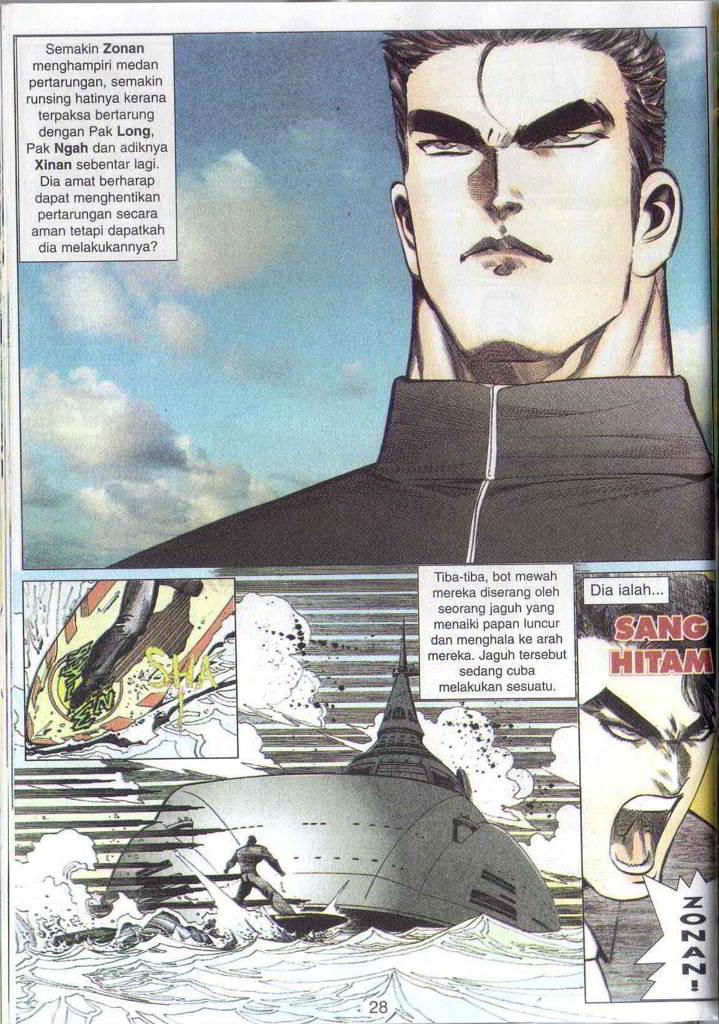 Semakin Zonan
menghampiri medan
pertarungan, semakin
runsing hatinya kerana
terpaksa bertarung
dengan Pak Long,
Pak Ngah dan adiknya
Xinan sebentar lagi.
Dia amat berharap
dapat menghentikan
pertarungan secara
aman tetapi dapatkah
dia melakukannya?
SHA
Tiba-tiba, bot mewah
mereka diserang oleh
seorang jaguh yang
menaiki papan luncur
dan menghala ke arah
mereka. Jaguh tersebut
sedang cuba
melakukan sesuatu.
Dia ialah...
SANG
HITAM
ZONAN!
28